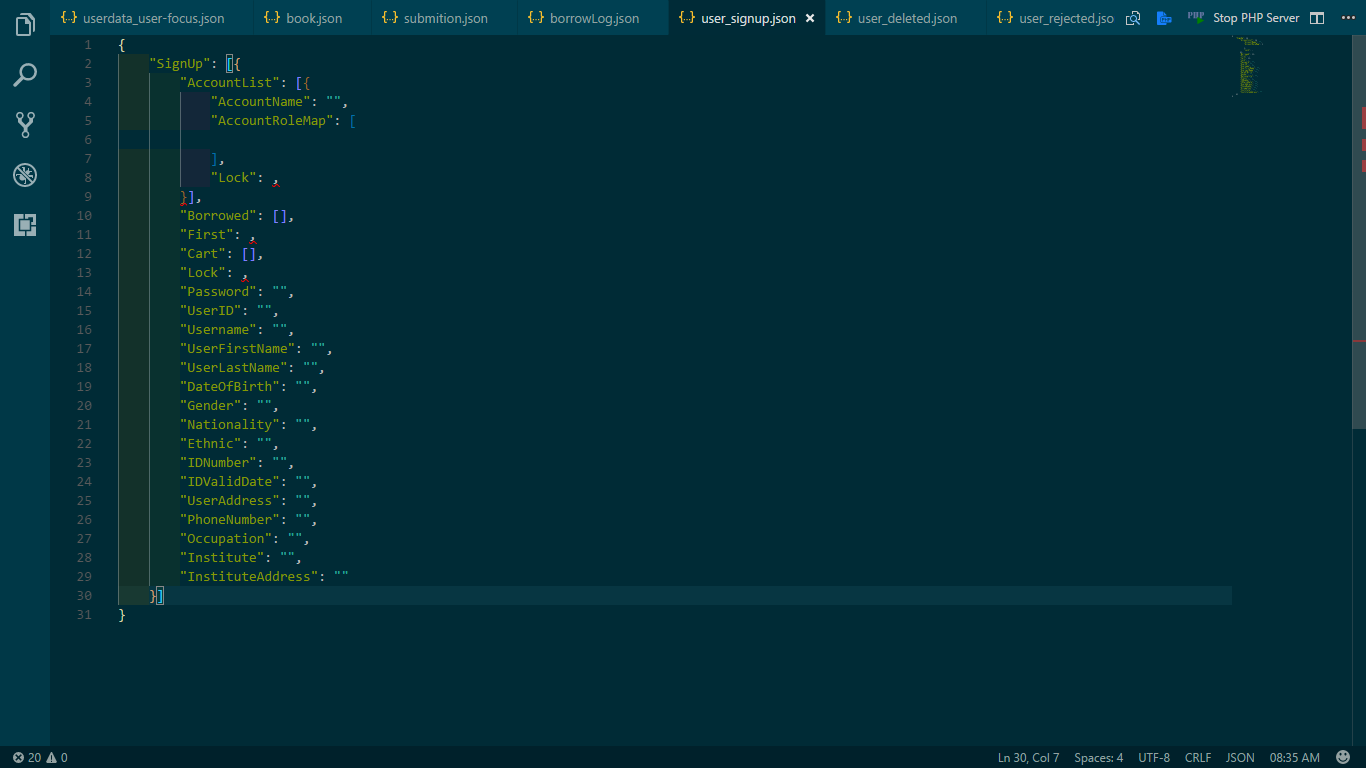 userdata_user-focus.json book.json submition.json borrowLog.json user_signup.json user_deleted.json user_rejected.jso PHP Stop PHP Server
1 {
2 "SignUp": [{
3 "AccountList": [{
4 "AccountName": "",
5 "AccountRoleMap": [
6
7 ],
8 "Lock": ,
9 }],
10 "Borrowed": [],
11 "First": ,
12 "Cart": [],
13 "Lock": ,
14 "Password": "",
15 "UserID": "",
16 "Username": "",
17 "UserFirstName": "",
18 "UserLastName": "",
19 "DateOfBirth": "",
20 "Gender": "",
21 "Nationality": "",
22 "Ethnic": "",
23 "IDNumber": "",
24 "IDValidDate": "",
25 "UserAddress": "",
26 "PhoneNumber": "",
27 "Occupation": "",
28 "Institute": "",
29 "InstituteAddress": ""
30 }]
31 }
20 0 Ln 30, Col 7 Spaces: 4 UTF-8 CRLF JSON 08:35 AM